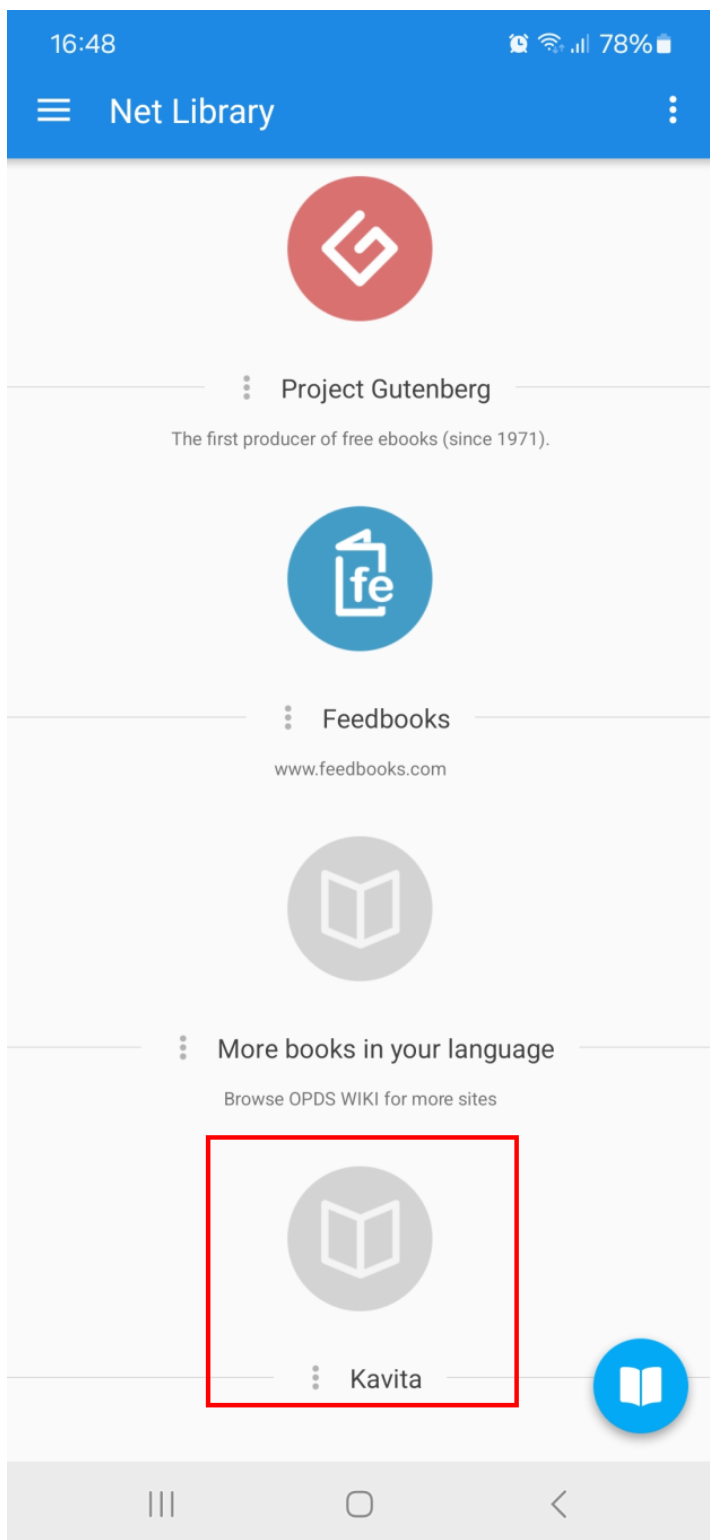 16:48 78%
Net Library
Project Gutenberg
The first producer of free ebooks (since 1971).
fe
Feedbooks
www.feedbooks.com
More books in your language
Browse OPDS WIKI for more sites
Kavita